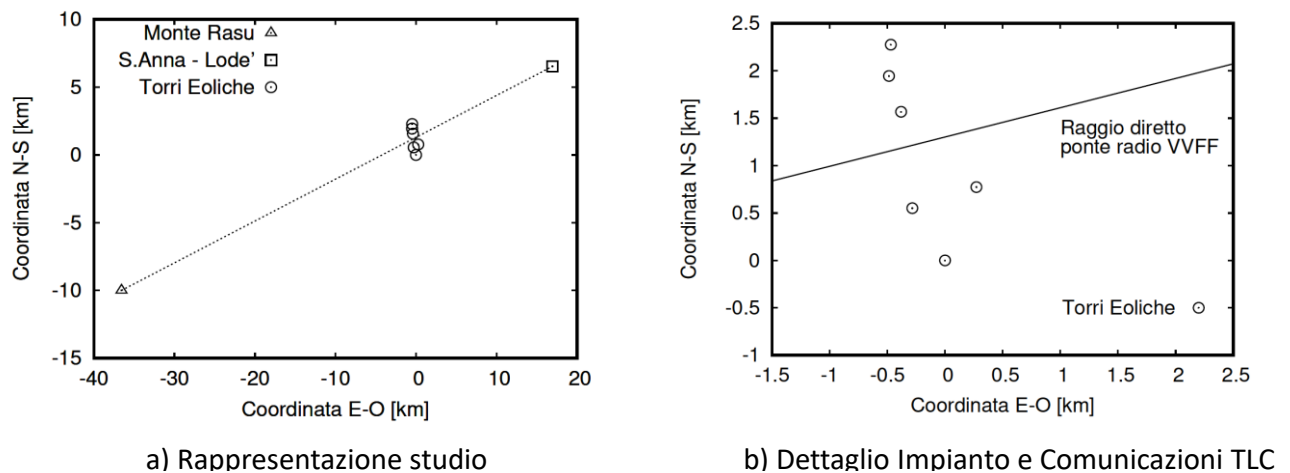 10
5
0
-5
-10
-15
-40
-30
-20
-10
0
10
20
Coordinata N-S [km]
Coordinata E-O [km]
Monte Rasu
S.Anna - Lode'
Torri Eoliche
a) Rappresentazione studio
2.5
2
1.5
1
0.5
0
-0.5
-1
-1.5
-1
-0.5
0
0.5
1
1.5
2
2.5
Coordinata N-S [km]
Coordinata E-O [km]
Raggio diretto
ponte radio VVFF
Torri Eoliche
b) Dettaglio Impianto e Comunicazioni TLC